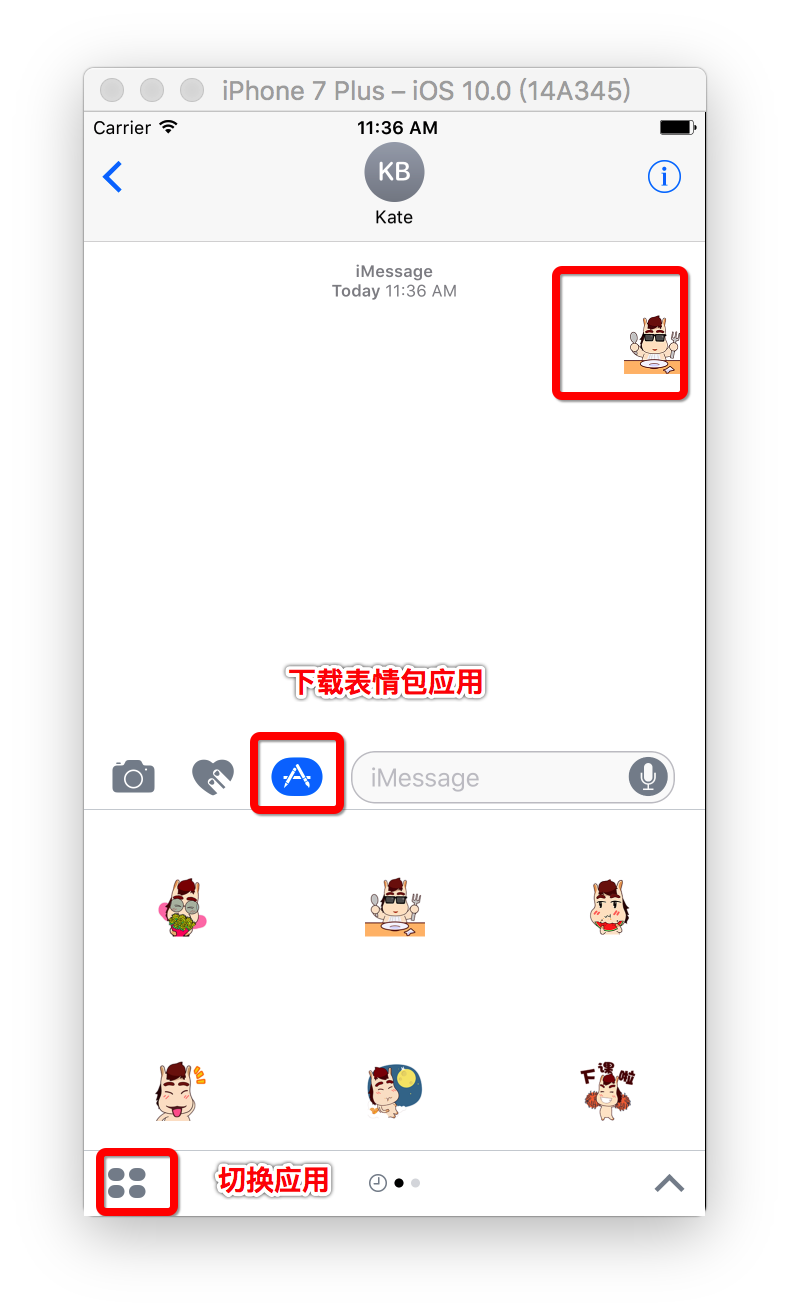 iPhone 7 Plus – iOS 10.0 (14A345)
Carrier 11:36 AM
KB
Kate
iMessage
Today 11:36 AM
下载表情包应用
iMessage
下课啦
切换应用